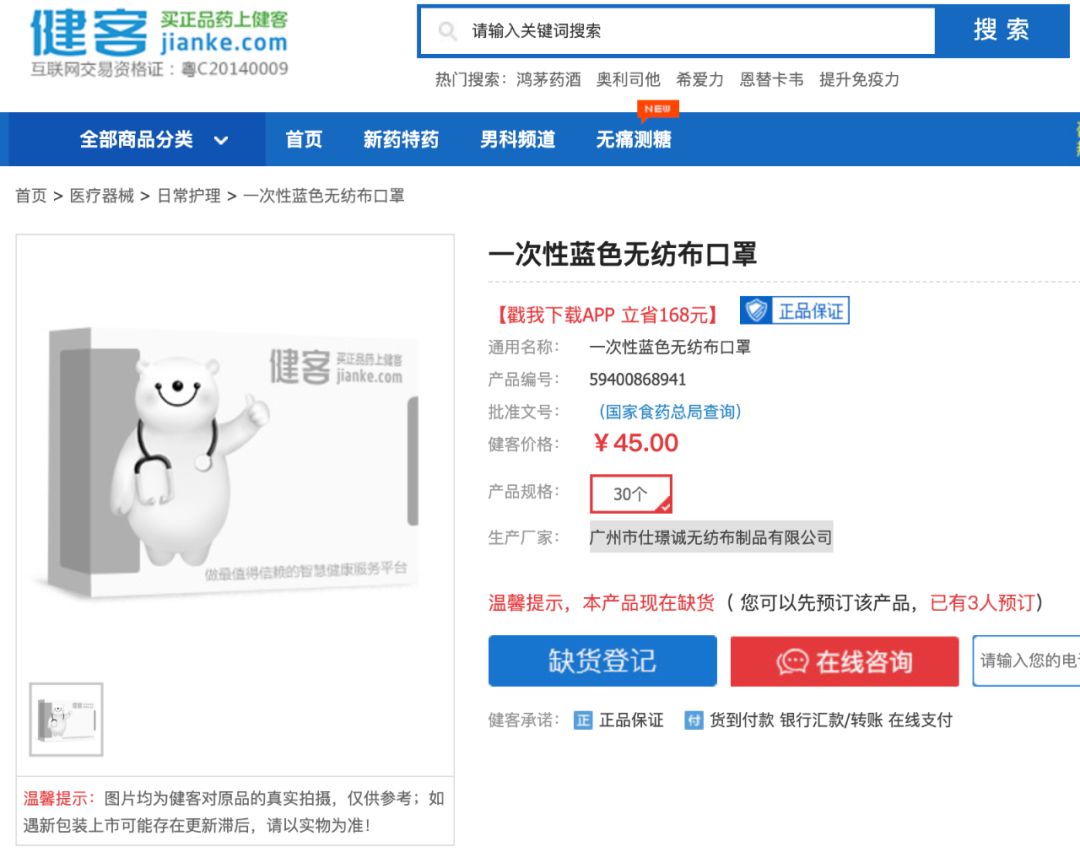 健客
买正品药上健客
jianke.com
互联网交易资格证：粤C20140009
请输入关键词搜索
搜索
热门搜索： 鸿茅药酒 奥利司他 希爱力 恩替卡韦 提升免疫力
NEW
全部商品分类 首页 新药特药 男科频道 无痛测糖
首页 > 医疗器械 > 日常护理 > 一次性蓝色无纺布口罩
一次性蓝色无纺布口罩
【戳我下载APP 立省168元】 正品保证
通用名称： 一次性蓝色无纺布口罩
产品编号： 59400868941
批准文号： （国家食药总局查询）
健客价格： ￥45.00
产品规格： 30个
生产厂家： 广州市仕璟诚无纺布制品有限公司
温馨提示，本产品现在缺货 ( 您可以先预订该产品，已有3人预订)
缺货登记 在线咨询 请输入您的电
健客承诺： 正 正品保证 付 货到付款 银行汇款/转账 在线支付
健客 买正品药上健客
jianke.com
做最值得信赖的智慧健康服务平台
温馨提示：图片均为健客对原品的真实拍摄，仅供参考；如
遇新包装上市可能存在更新滞后，请以实物为准！